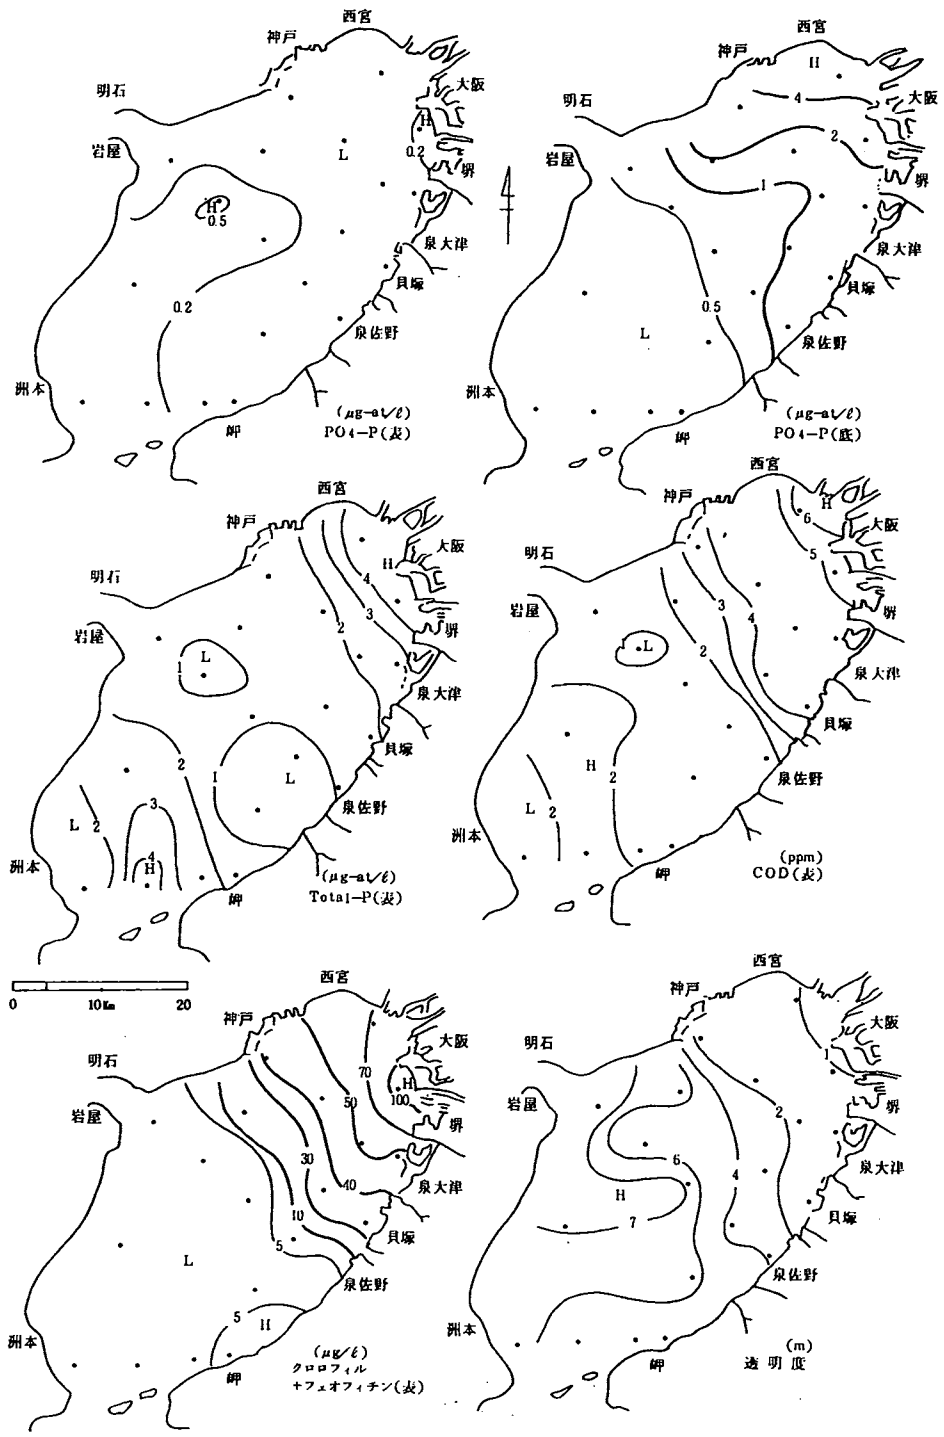 西宮
神戸
大阪
明石
H
岩屋
L
0.2
堺
H
0.5
泉大津
貝塚
0.2
泉佐野
洲本
(μg-at/ℓ)
岬
PO4-P(表)
西宮
神戸
H
明石
4
大阪
岩屋
2
堺
1
泉大津
貝塚
0.5
L
泉佐野
洲本
(μg-at/ℓ)
岬
PO4-P(底)
西宮
神戸
大阪
H
明石
4
3
岩屋
2
堺
L
1
泉大津
貝塚
2
1
L
3
泉佐野
L
2
洲本
4
H
(μg-at/ℓ)
岬
Total-P(表)
西宮
神戸
H
6
大阪
5
明石
3
岩屋
4
堺
L
2
泉大津
貝塚
H
2
泉佐野
L
2
洲本
(ppm)
岬
COD(表)
0
10Km
20
西宮
神戸
大阪
明石
70
H
100
50
岩屋
堺
30
泉大津
40
10
貝塚
5
L
泉佐野
5
H
洲本
(μg/ℓ)
岬
クロロフィル
+フェオフィチン(表)
西宮
神戸
大阪
1
明石
岩屋
2
堺
6
4
泉大津
H
7
貝塚
泉佐野
洲本
(m)
岬
透明度